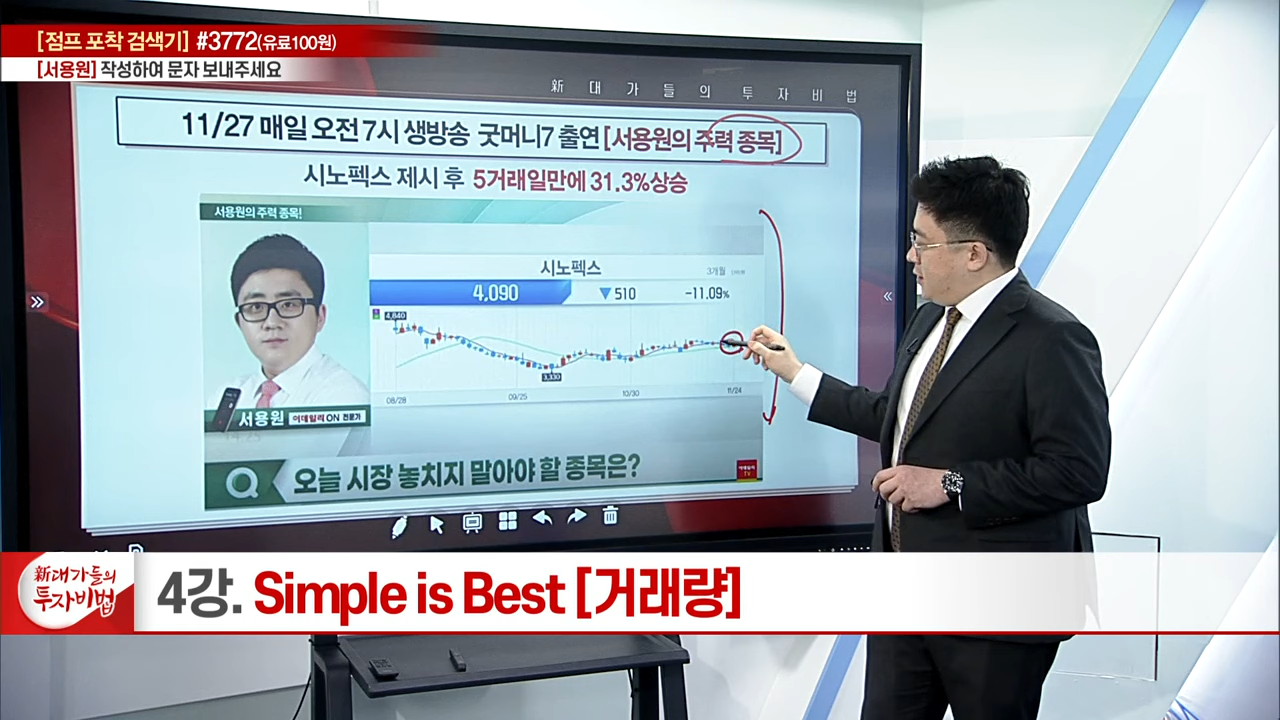 [점프 포착 검색기] #3772(유료100원)
[서용원] 작성하여 문자 보내주세요
新 대 가 들 의 투 자 비 법
11/27 매일 오전 7시 생방송 굿머니7 출연 [서용원의 주력 종목]
시노펙스 제시 후 5거래일만에 31.3%상승
서용원의 주력 종목!
시노펙스
3개월
4,090 ▼510 -11.09%
4,640
3,330
08/28 09/25 10/30 11/24
서용원 이데일리ON 전문가
Q 오늘 시장 놓치지 말아야 할 종목은?
이데일리 TV
新대가들의
투자비법
4강. Simple is Best [거래량]